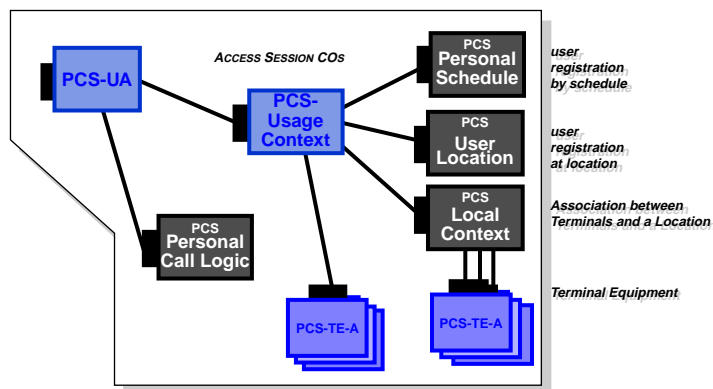 ACCESS SESSION COS
PCS-UA
PCS-
Usage
Context
PCS
Personal
Schedule
user
registration
by schedule
PCS
User
Location
user
registration
at location
PCS
Local
Context
Association between
Terminals and a Location
PCS
Personal
Call Logic
PCS-TE-A
PCS-TE-A
Terminal Equipment